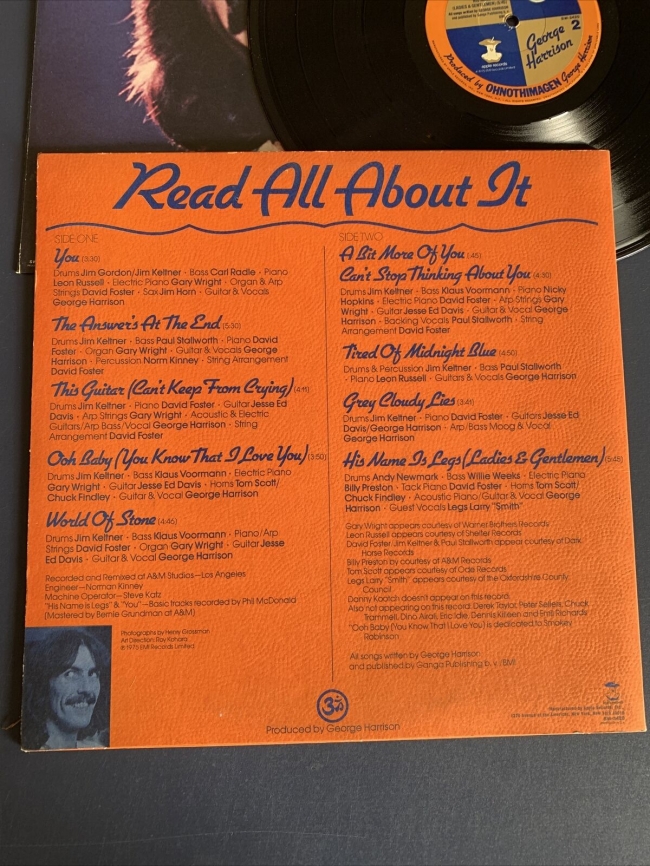 2
George
Harrison
Produced by OHNOTHIMAGEN George Harrison
Read All About It
SIDE ONE
You (3:30)
Drums Jim Gordon/Jim Keltner · Bass Carl Radle · Piano
Leon Russell · Electric Piano Gary Wright · Organ & Arp
Strings David Foster · Sax Jim Horn · Guitar & Vocals
George Harrison
The Answer's At The End (5:30)
Drums Jim Keltner · Bass Paul Stallworth · Piano David
Foster · Organ Gary Wright · Guitar & Vocals George
Harrison · Percussion Norm Kinney · String Arrangement
David Foster
This Guitar (Can't Keep From Crying) (4:11)
Drums Jim Keltner · Piano David Foster · Guitar Jesse Ed
Davis · Arp Strings Gary Wright · Acoustic & Electric
Guitars/Arp Bass/Vocal George Harrison · String
Arrangement David Foster
Ooh Baby (You Know That I Love You) (3:50)
Drums Jim Keltner · Bass Klaus Voormann · Electric Piano
Gary Wright · Guitar Jesse Ed Davis · Horns Tom Scott/
Chuck Findley · Guitar & Vocal George Harrison
World Of Stone (4:46)
Drums Jim Keltner · Bass Klaus Voormann · Piano/Arp
Strings David Foster · Organ Gary Wright · Guitar Jesse
Ed Davis · Guitar & Vocal George Harrison
Recorded and Remixed at A&M Studios—Los Angeles
Engineer—Norman Kinney
Machine Operator—Steve Katz
"His Name is Legs" & "You"—Basic tracks recorded by Phil McDonald
(Mastered by Bernie Grundman at A&M)
Photographs by Henry Grossman
Art Direction: Roy Kohara
℗ 1975 EMI Records Limited
SIDE TWO
A Bit More Of You (:45)
Can't Stop Thinking About You (4:30)
Drums Jim Keltner · Bass Klaus Voormann · Piano Nicky
Hopkins · Electric Piano David Foster · Arp Strings Gary
Wright · Guitar Jesse Ed Davis · Guitar & Vocal George
Harrison · Backing Vocals Paul Stallworth · String
Arrangement David Foster
Tired Of Midnight Blue (4:50)
Drums & Percussion Jim Keltner · Bass Paul Stallworth
· Piano Leon Russell · Guitars & Vocals George Harrison
Grey Cloudy Lies (3:41)
Drums Jim Keltner · Piano David Foster · Guitars Jesse Ed
Davis/George Harrison · Arp/Bass Moog & Vocal
George Harrison
His Name Is Legs (Ladies & Gentlemen) (5:45)
Drums Andy Newmark · Bass Willie Weeks · Electric Piano
Billy Preston · Tack Piano David Foster · Horns Tom Scott/
Chuck Findley · Acoustic Piano/Guitar & Vocal George
Harrison · Guest Vocals Legs Larry "Smith"
Gary Wright appears courtesy of Warner Brothers Records
Leon Russell appears courtesy of Shelter Records
David Foster, Jim Keltner & Paul Stallworth appear courtesy of Dark
Horse Records
Billy Preston by courtesy of A&M Records
Tom Scott appears courtesy of Ode Records
Legs Larry "Smith" appears courtesy of the Oxfordshire County
Council
Danny Kootch doesn't appear on this record.
Also not appearing on this record: Derek Taylor, Peter Sellers, Chuck
Trammell, Dino Airali, Eric Idle, Dennis Killeen and Emil Richards
"Ooh Baby (You Know That I Love You) is dedicated to Smokey
Robinson
All songs written by George Harrison
and published by Ganga Publishing b. v. /BMI
ॐ
Produced by George Harrison